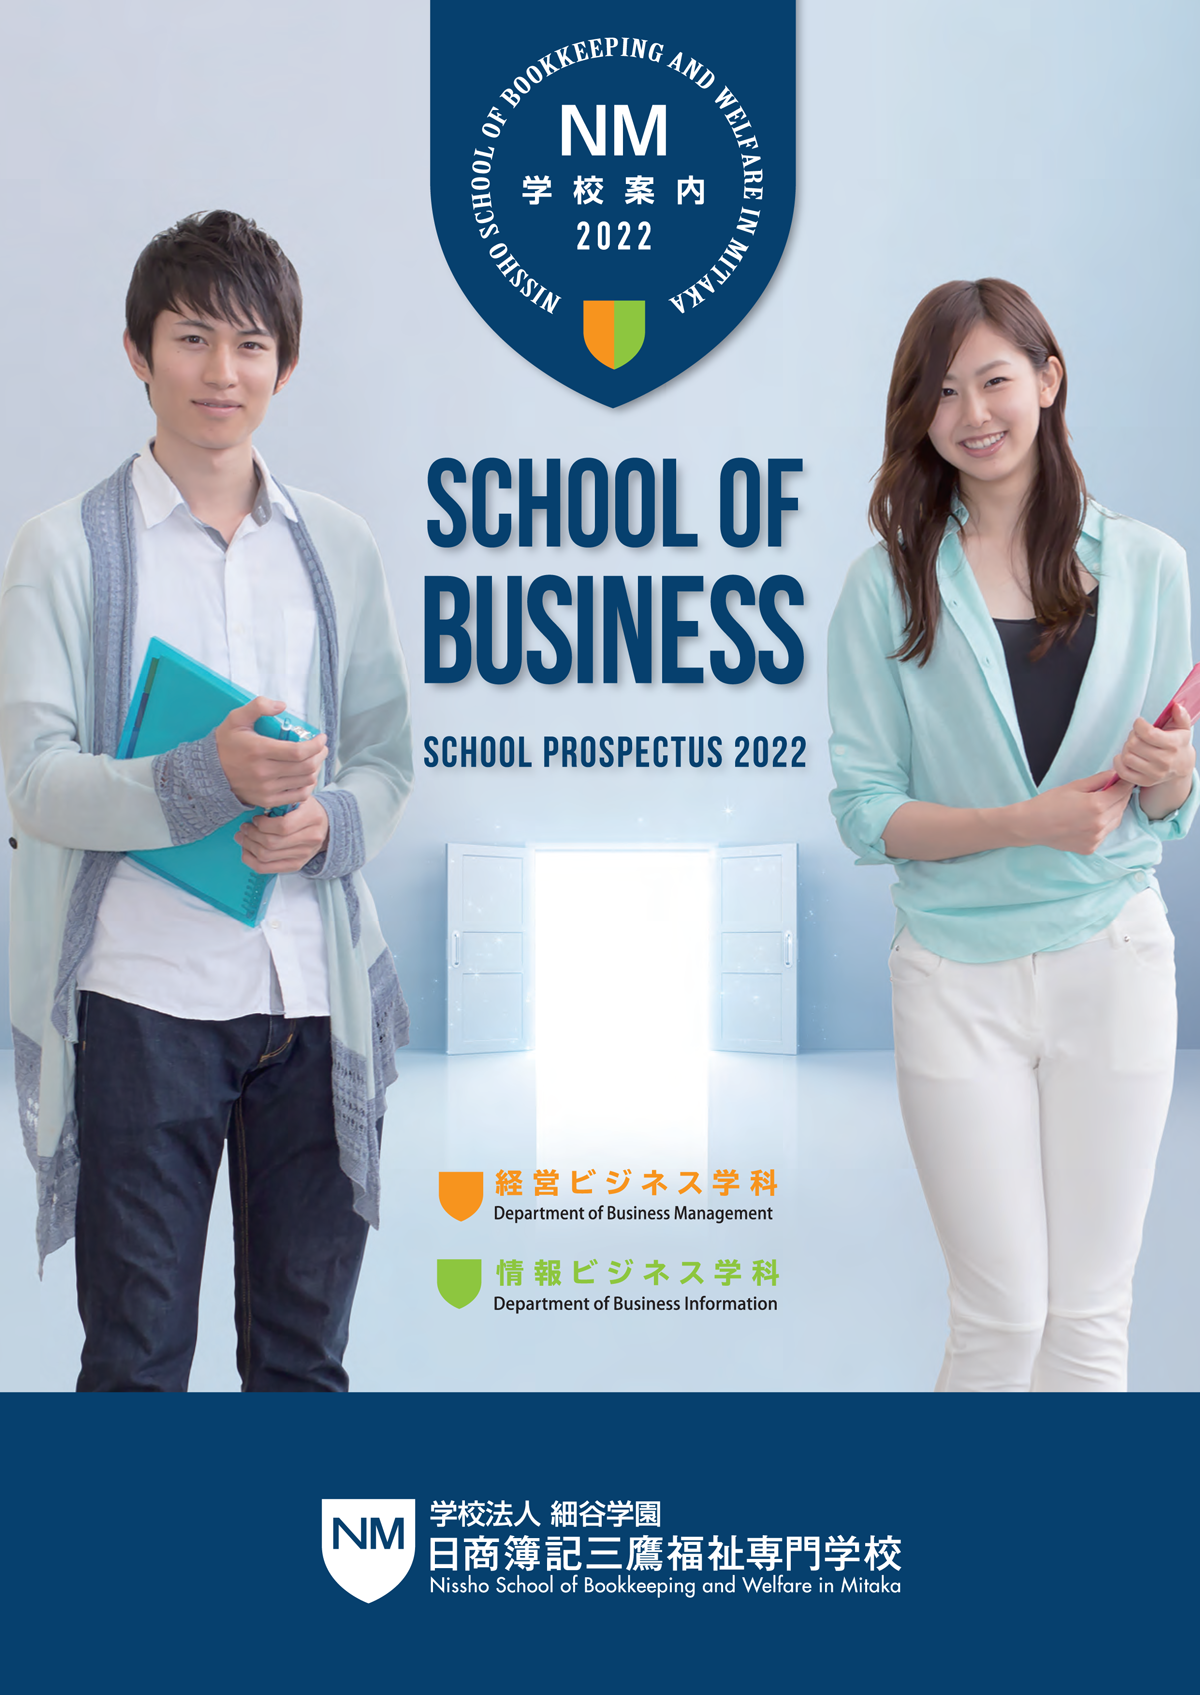 NISSHO SCHOOL OF BOOKKEEPING AND WELFARE IN MITAKA
NM
学校案内
2022
SCHOOL OF
BUSINESS
SCHOOL PROSPECTUS 2022
経営ビジネス学科
Department of Business Management
情報ビジネス学科
Department of Business Information
NM
学校法人 細谷学園
日商簿記三鷹福祉専門学校
Nissho School of Bookkeeping and Welfare in Mitaka